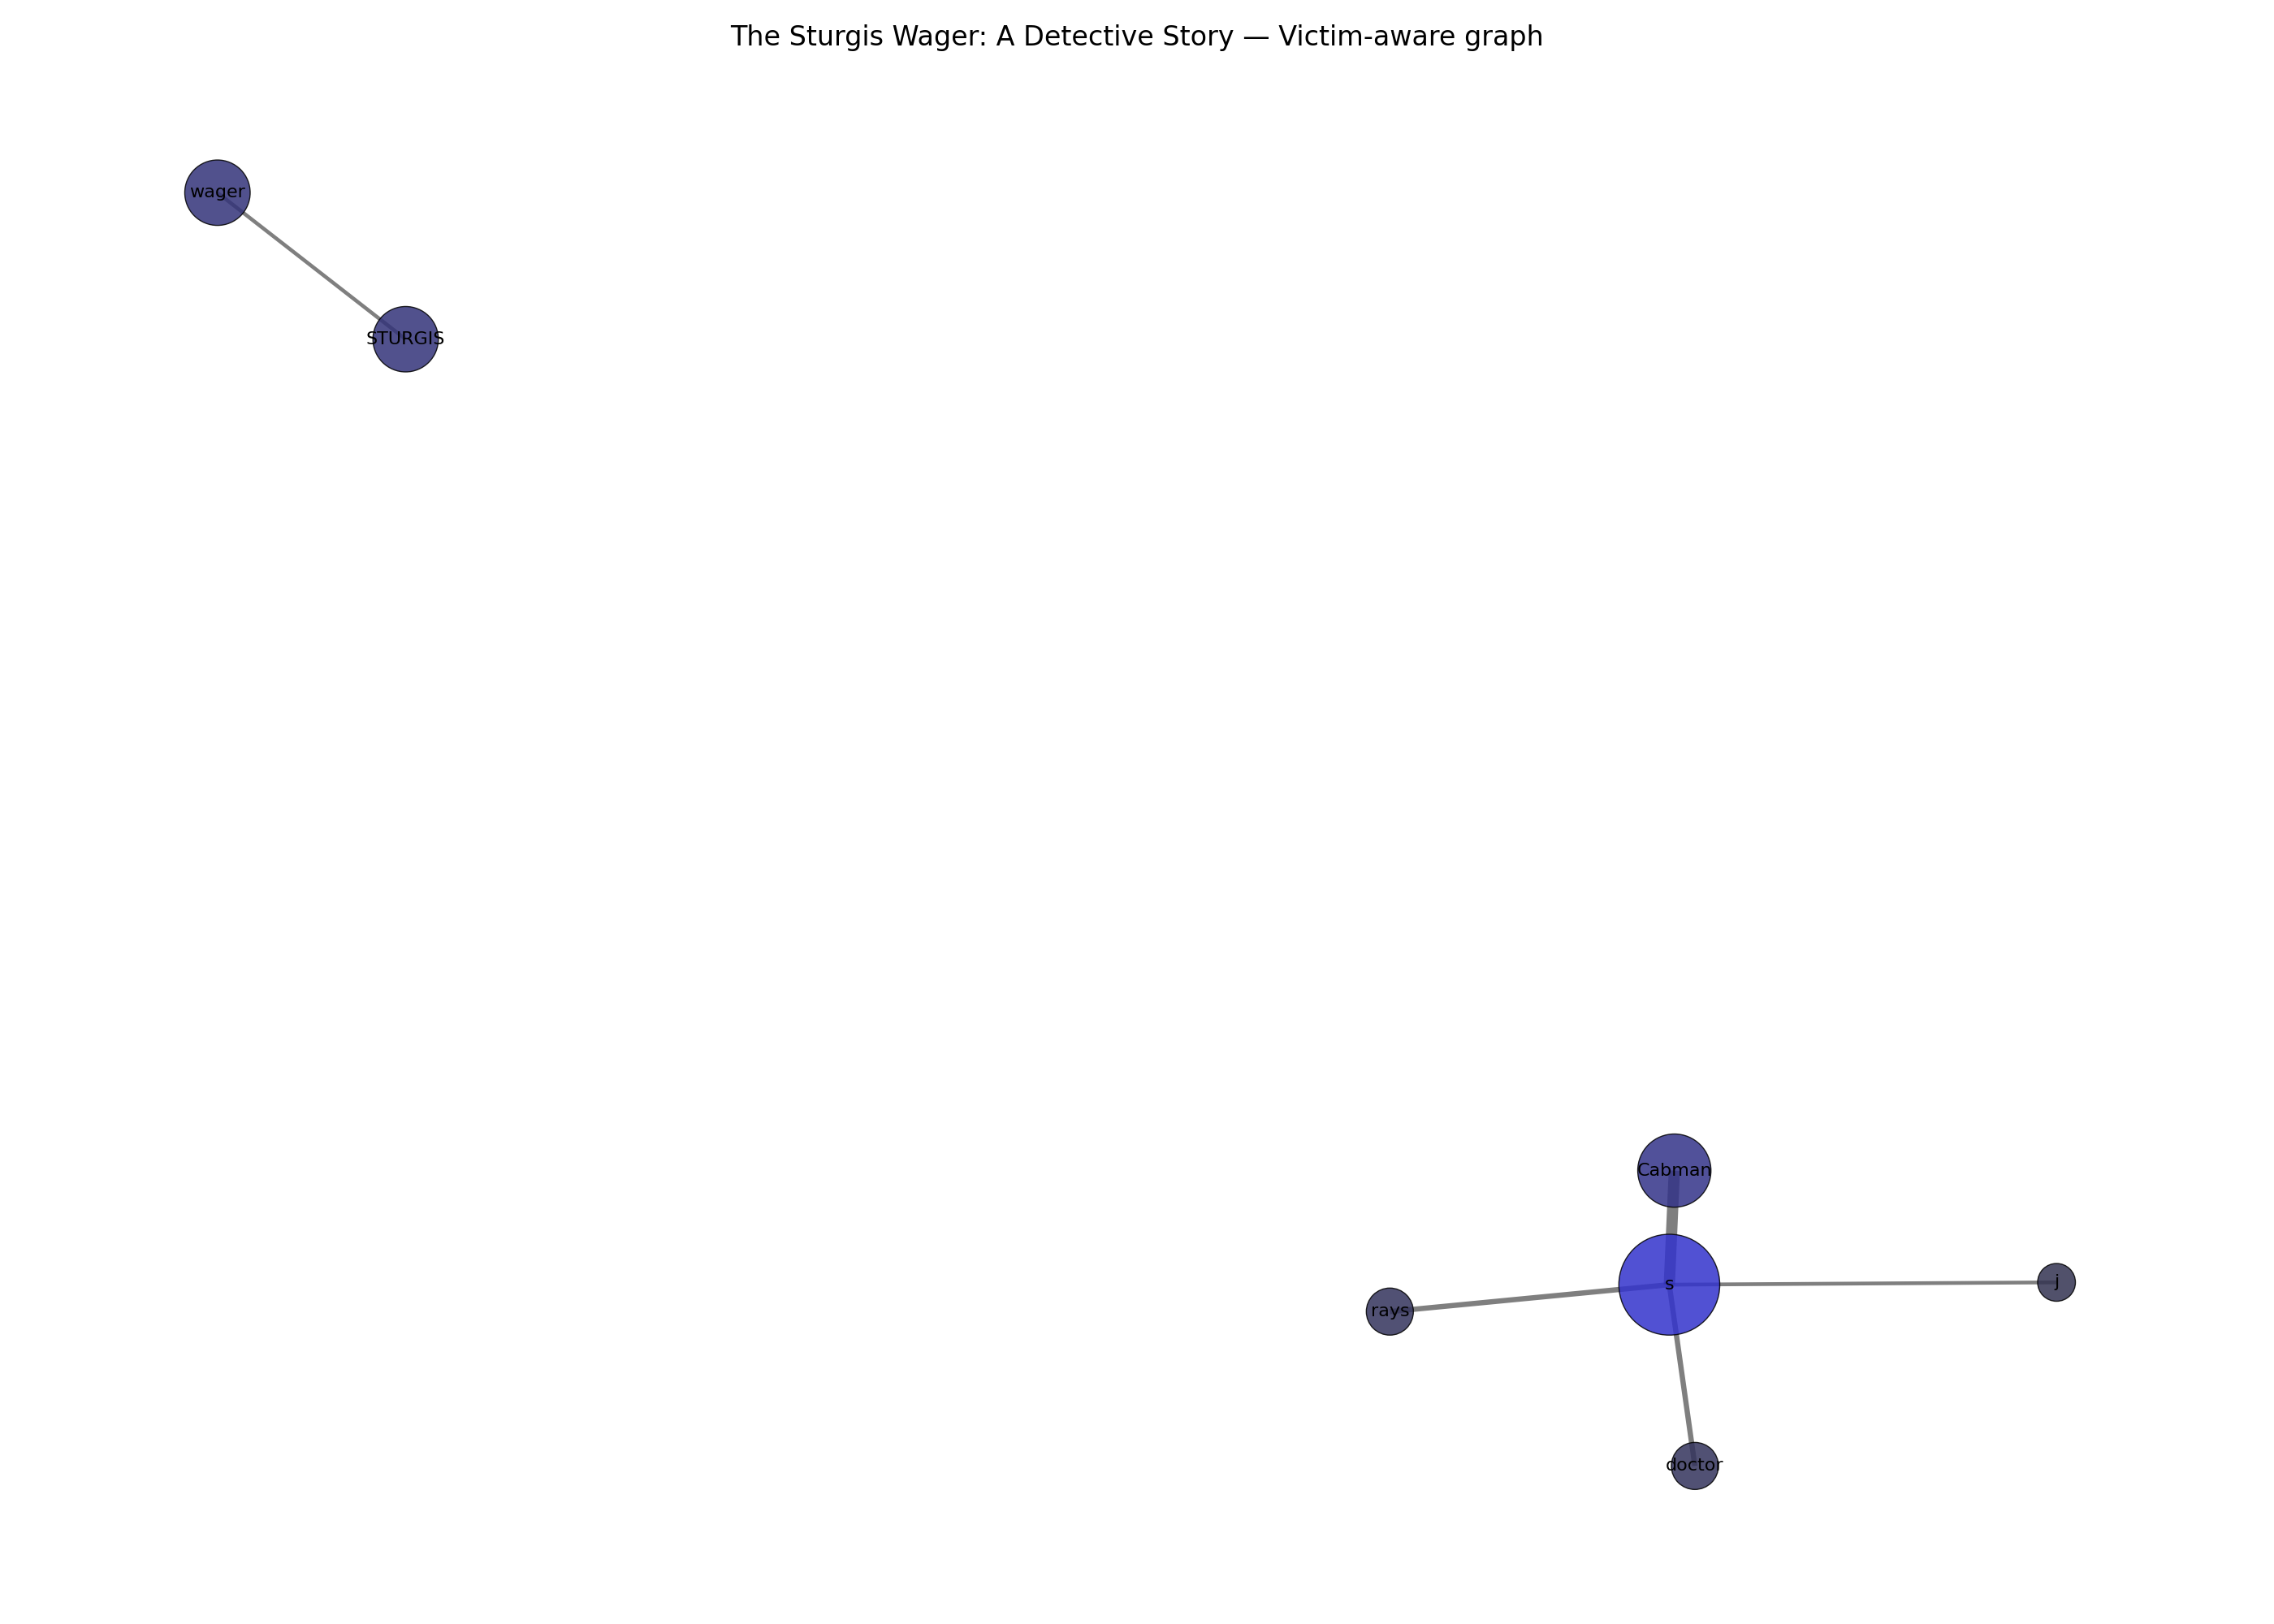 The Sturgis Wager: A Detective Story — Victim-aware graph
wager
STURGIS
Cabman
s
j
rays
doctor